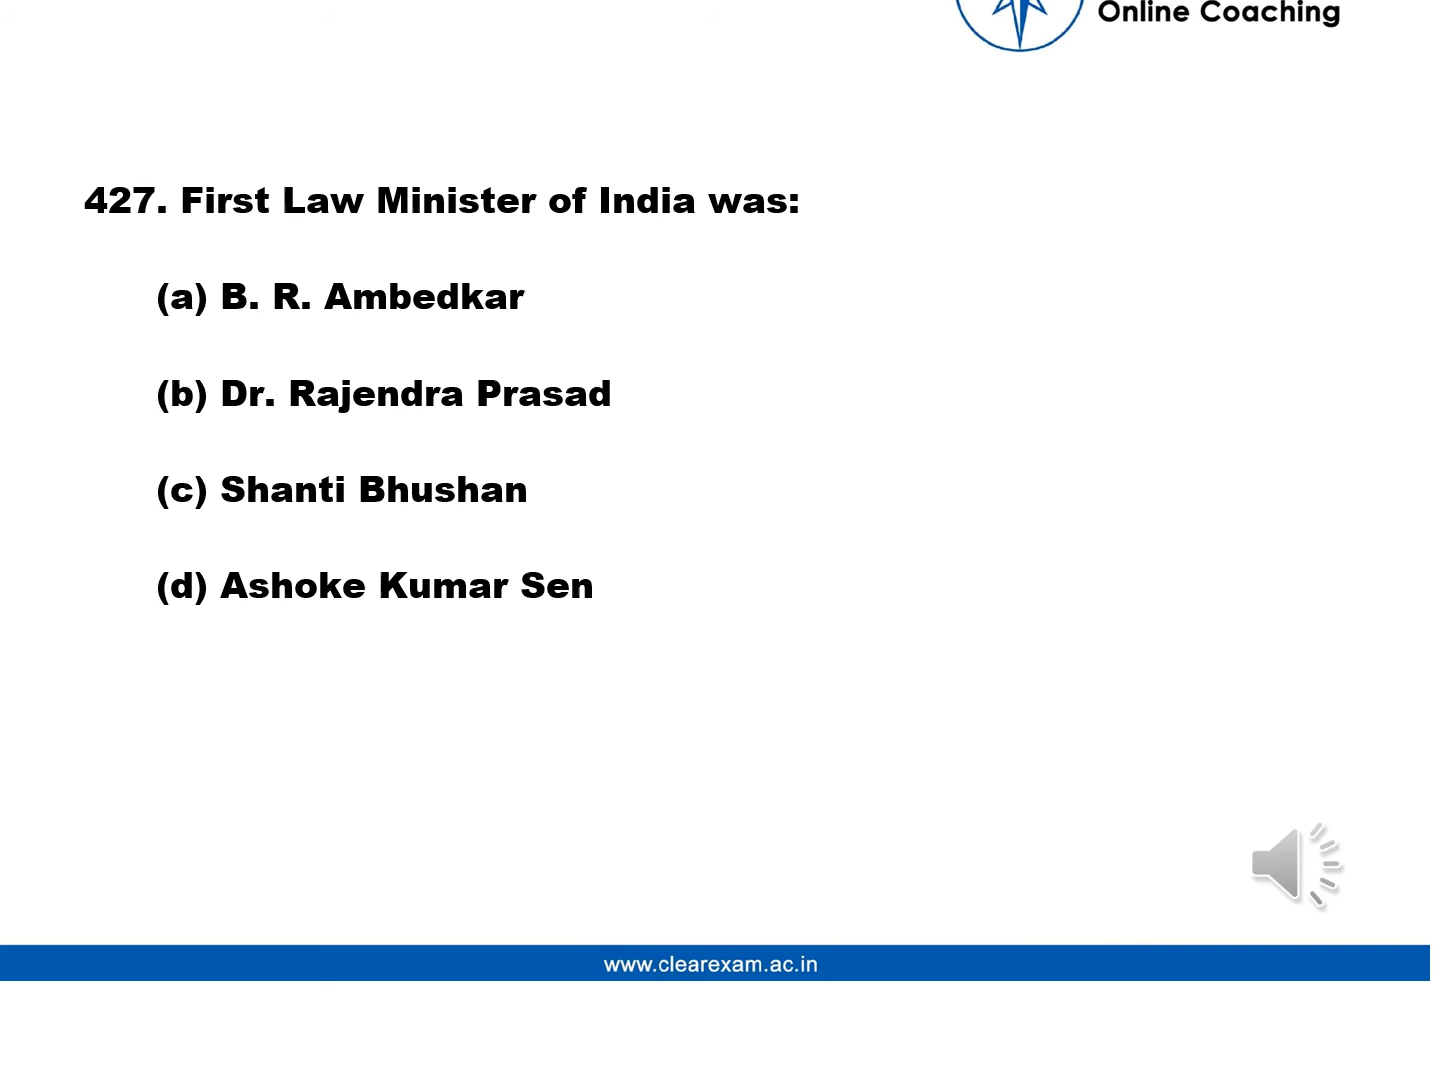 Online Coaching
427. First Law Minister of India was:
(a) B. R. Ambedkar
(b) Dr. Rajendra Prasad
(c) Shanti Bhushan
(d) Ashoke Kumar Sen
www.clearexam.ac.in